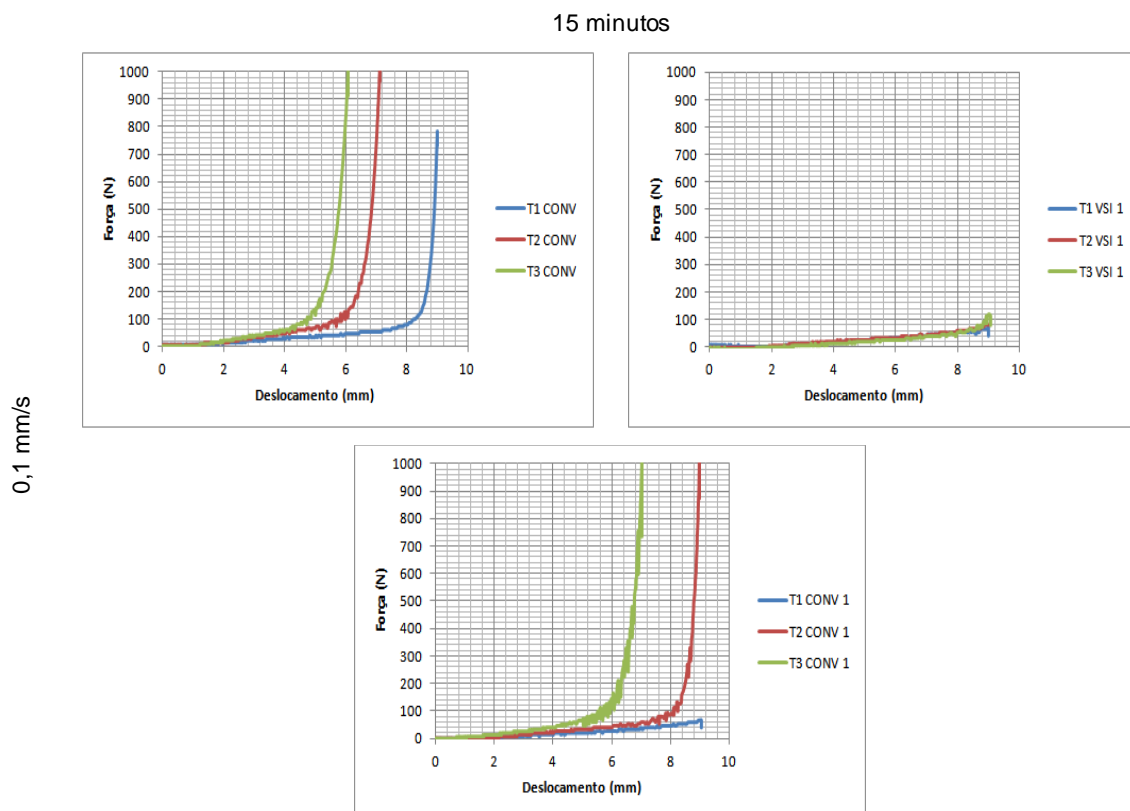 15 minutos
0,1 mm/s
Força (N)
1000
900
800
700
600
500
400
300
200
100
0
0 2 4 6 8 10
Deslocamento (mm)
T1 CONV
T2 CONV
T3 CONV
Força (N)
1000
900
800
700
600
500
400
300
200
100
0
0 2 4 6 8 10
Deslocamento (mm)
T1 VSI 1
T2 VSI 1
T3 VSI 1
Força (N)
1000
900
800
700
600
500
400
300
200
100
0
0 2 4 6 8 10
Deslocamento (mm)
T1 CONV 1
T2 CONV 1
T3 CONV 1